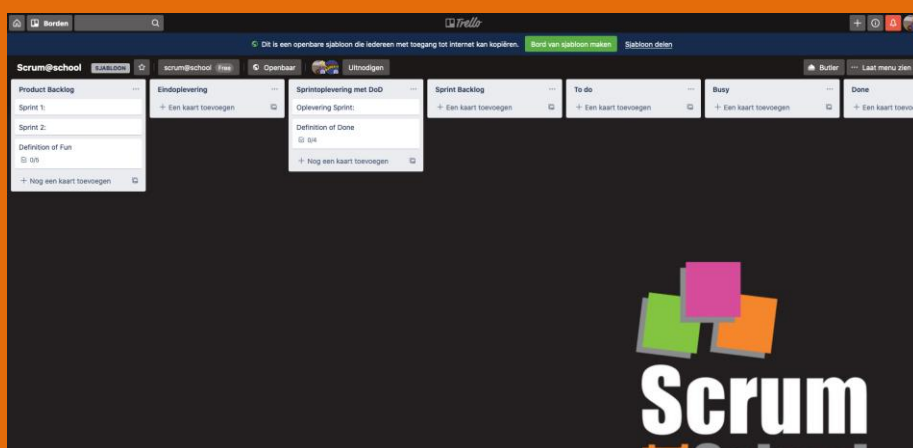 Borden
Trello
Dit is een openbare sjabloon die iedereen met toegang tot internet kan kopiëren. Bord van sjabloon maken Sjabloon delen
Scrum@school SJABLOON scrum@school Free Openbaar Uitnodigen Butler ··· Laat menu zien
Product Backlog
Sprint 1:
Sprint 2:
Definition of Fun
0/5
+ Nog een kaart toevoegen
Eindoplevering
+ Een kaart toevoegen
Sprintoplevering met DoD
Oplevering Sprint:
Definition of Done
0/4
+ Nog een kaart toevoegen
Sprint Backlog
+ Een kaart toevoegen
To do
+ Een kaart toevoegen
Busy
+ Een kaart toevoegen
Done
+ Een kaart
Scrum